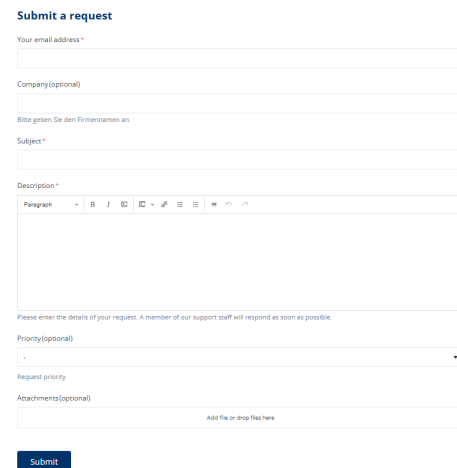 Submit a request
Your email address *
Company (optional)
Bitte geben Sie den Firmennamen an.
Subject *
Description *
Paragraph
Please enter the details of your request. A member of our support staff will respond as soon as possible.
Priority (optional)
-
Request priority
Attachments (optional)
Add file or drop files here
Submit